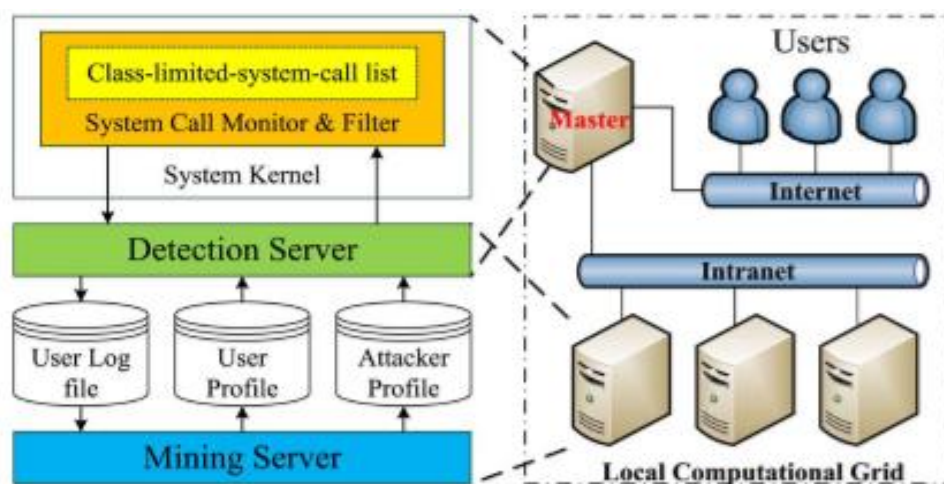 Class-limited-system-call list
System Call Monitor & Filter
System Kernel
Detection Server
User Log
file
User
Profile
Attacker
Profile
Mining Server
Users
Master
Internet
Intranet
Local Computational Grid